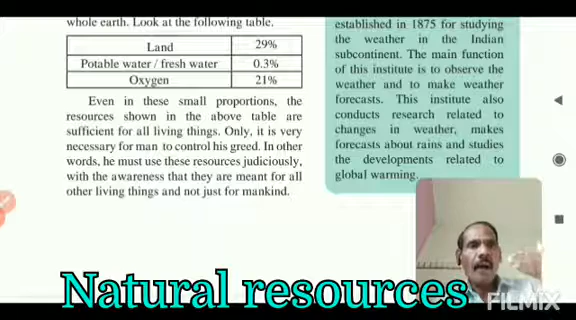 whole earth. Look at the following table.
Land 29%
Potable water / fresh water 0.3%
Oxygen 21%
Even in these small proportions, the
resources shown in the above table are
sufficient for all living things. Only, it is very
necessary for man to control his greed. In other
words, he must use these resources judiciously,
with the awareness that they are meant for all
other living things and not just for mankind.
established in 1875 for studying
the weather in the Indian
subcontinent. The main function
of this institute is to observe the
weather and to make weather
forecasts. This institute also
conducts research related to
changes in weather, makes
forecasts about rains and studies
the developments related to
global warming.
Natural resources
FILMIX